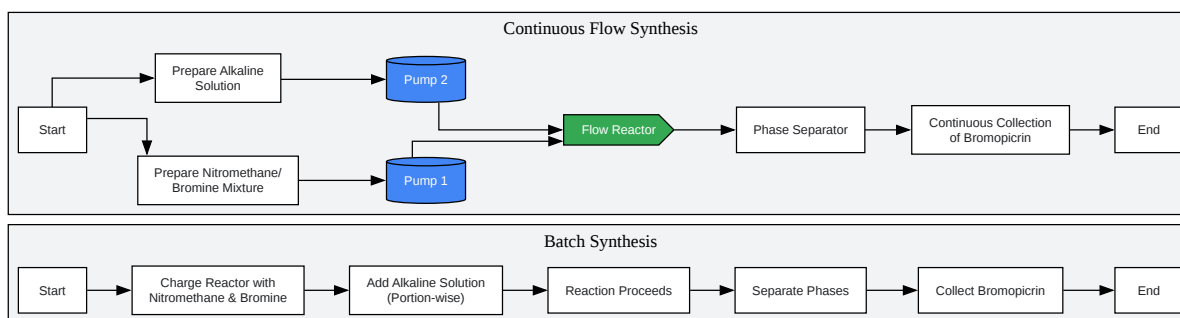 Continuous Flow Synthesis
Prepare Alkaline
Solution
Pump 2
Start
Flow Reactor
Phase Separator
Continuous Collection
of Bromopicrin
End
Prepare Nitromethane/
Bromine Mixture
Pump 1
Batch Synthesis
Start
Charge Reactor with
Nitromethane & Bromine
Add Alkaline Solution
(Portion-wise)
Reaction Proceeds
Separate Phases
Collect Bromopicrin
End